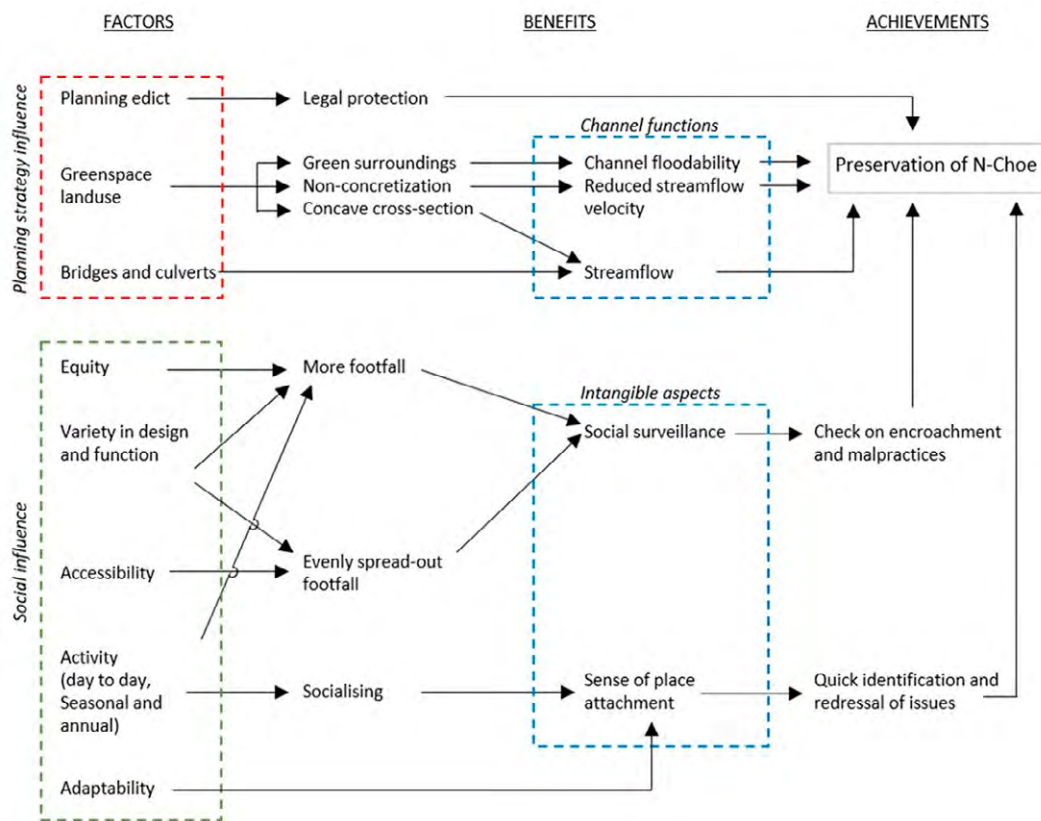 FACTORS
BENEFITS
ACHIEVEMENTS
Planning strategy influence
Planning edict
Legal protection
Channel functions
Greenspace
landuse
Green surroundings
Non-concretization
Concave cross-section
Channel floodability
Reduced streamflow
velocity
Preservation of N-Choe
Bridges and culverts
Streamflow
Social influence
Equity
More footfall
Intangible aspects
Variety in design
and function
Social surveillance
Check on encroachment
and malpractices
Accessibility
Evenly spread-out
footfall
Activity
(day to day,
Seasonal and
annual)
Socialising
Sense of place
attachment
Quick identification and
redressal of issues
Adaptability